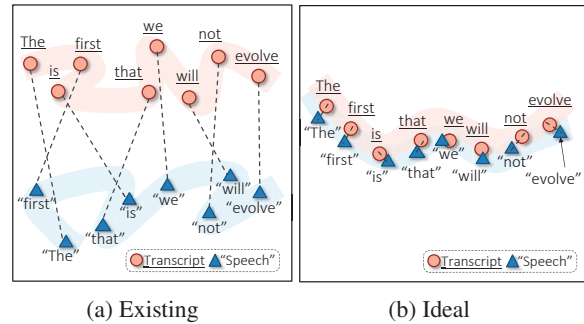 The
first
is
that
we
will
not
evolve
“first”
“The”
“that”
“is”
“we”
“not”
“will”
“evolve”
Transcript “Speech”
(a) Existing
The
first
is
that
we
will
not
evolve
“The”
“first”
“is”
“that”
“we”
“will”
“not”
“evolve”
Transcript “Speech”
(b) Ideal